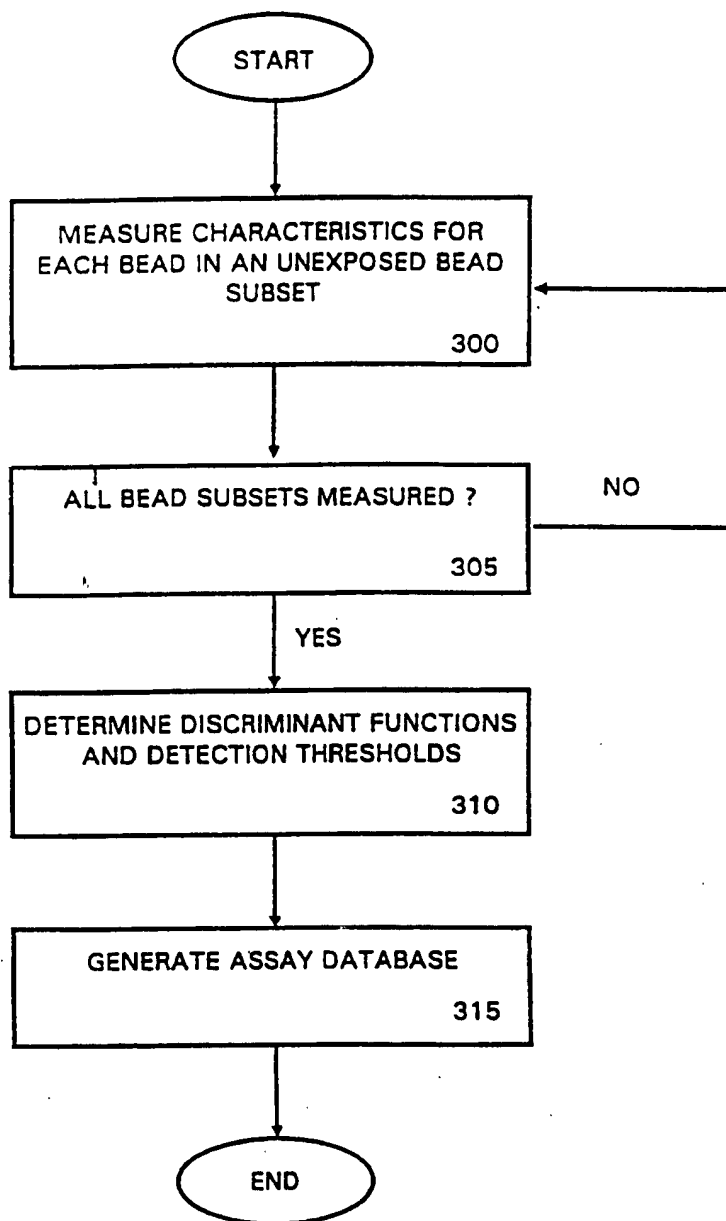 START
MEASURE CHARACTERISTICS FOR
EACH BEAD IN AN UNEXPOSED BEAD
SUBSET
300
ALL BEAD SUBSETS MEASURED ?
NO
305
YES
DETERMINE DISCRIMINANT FUNCTIONS
AND DETECTION THRESHOLDS
310
GENERATE ASSAY DATABASE
315
END